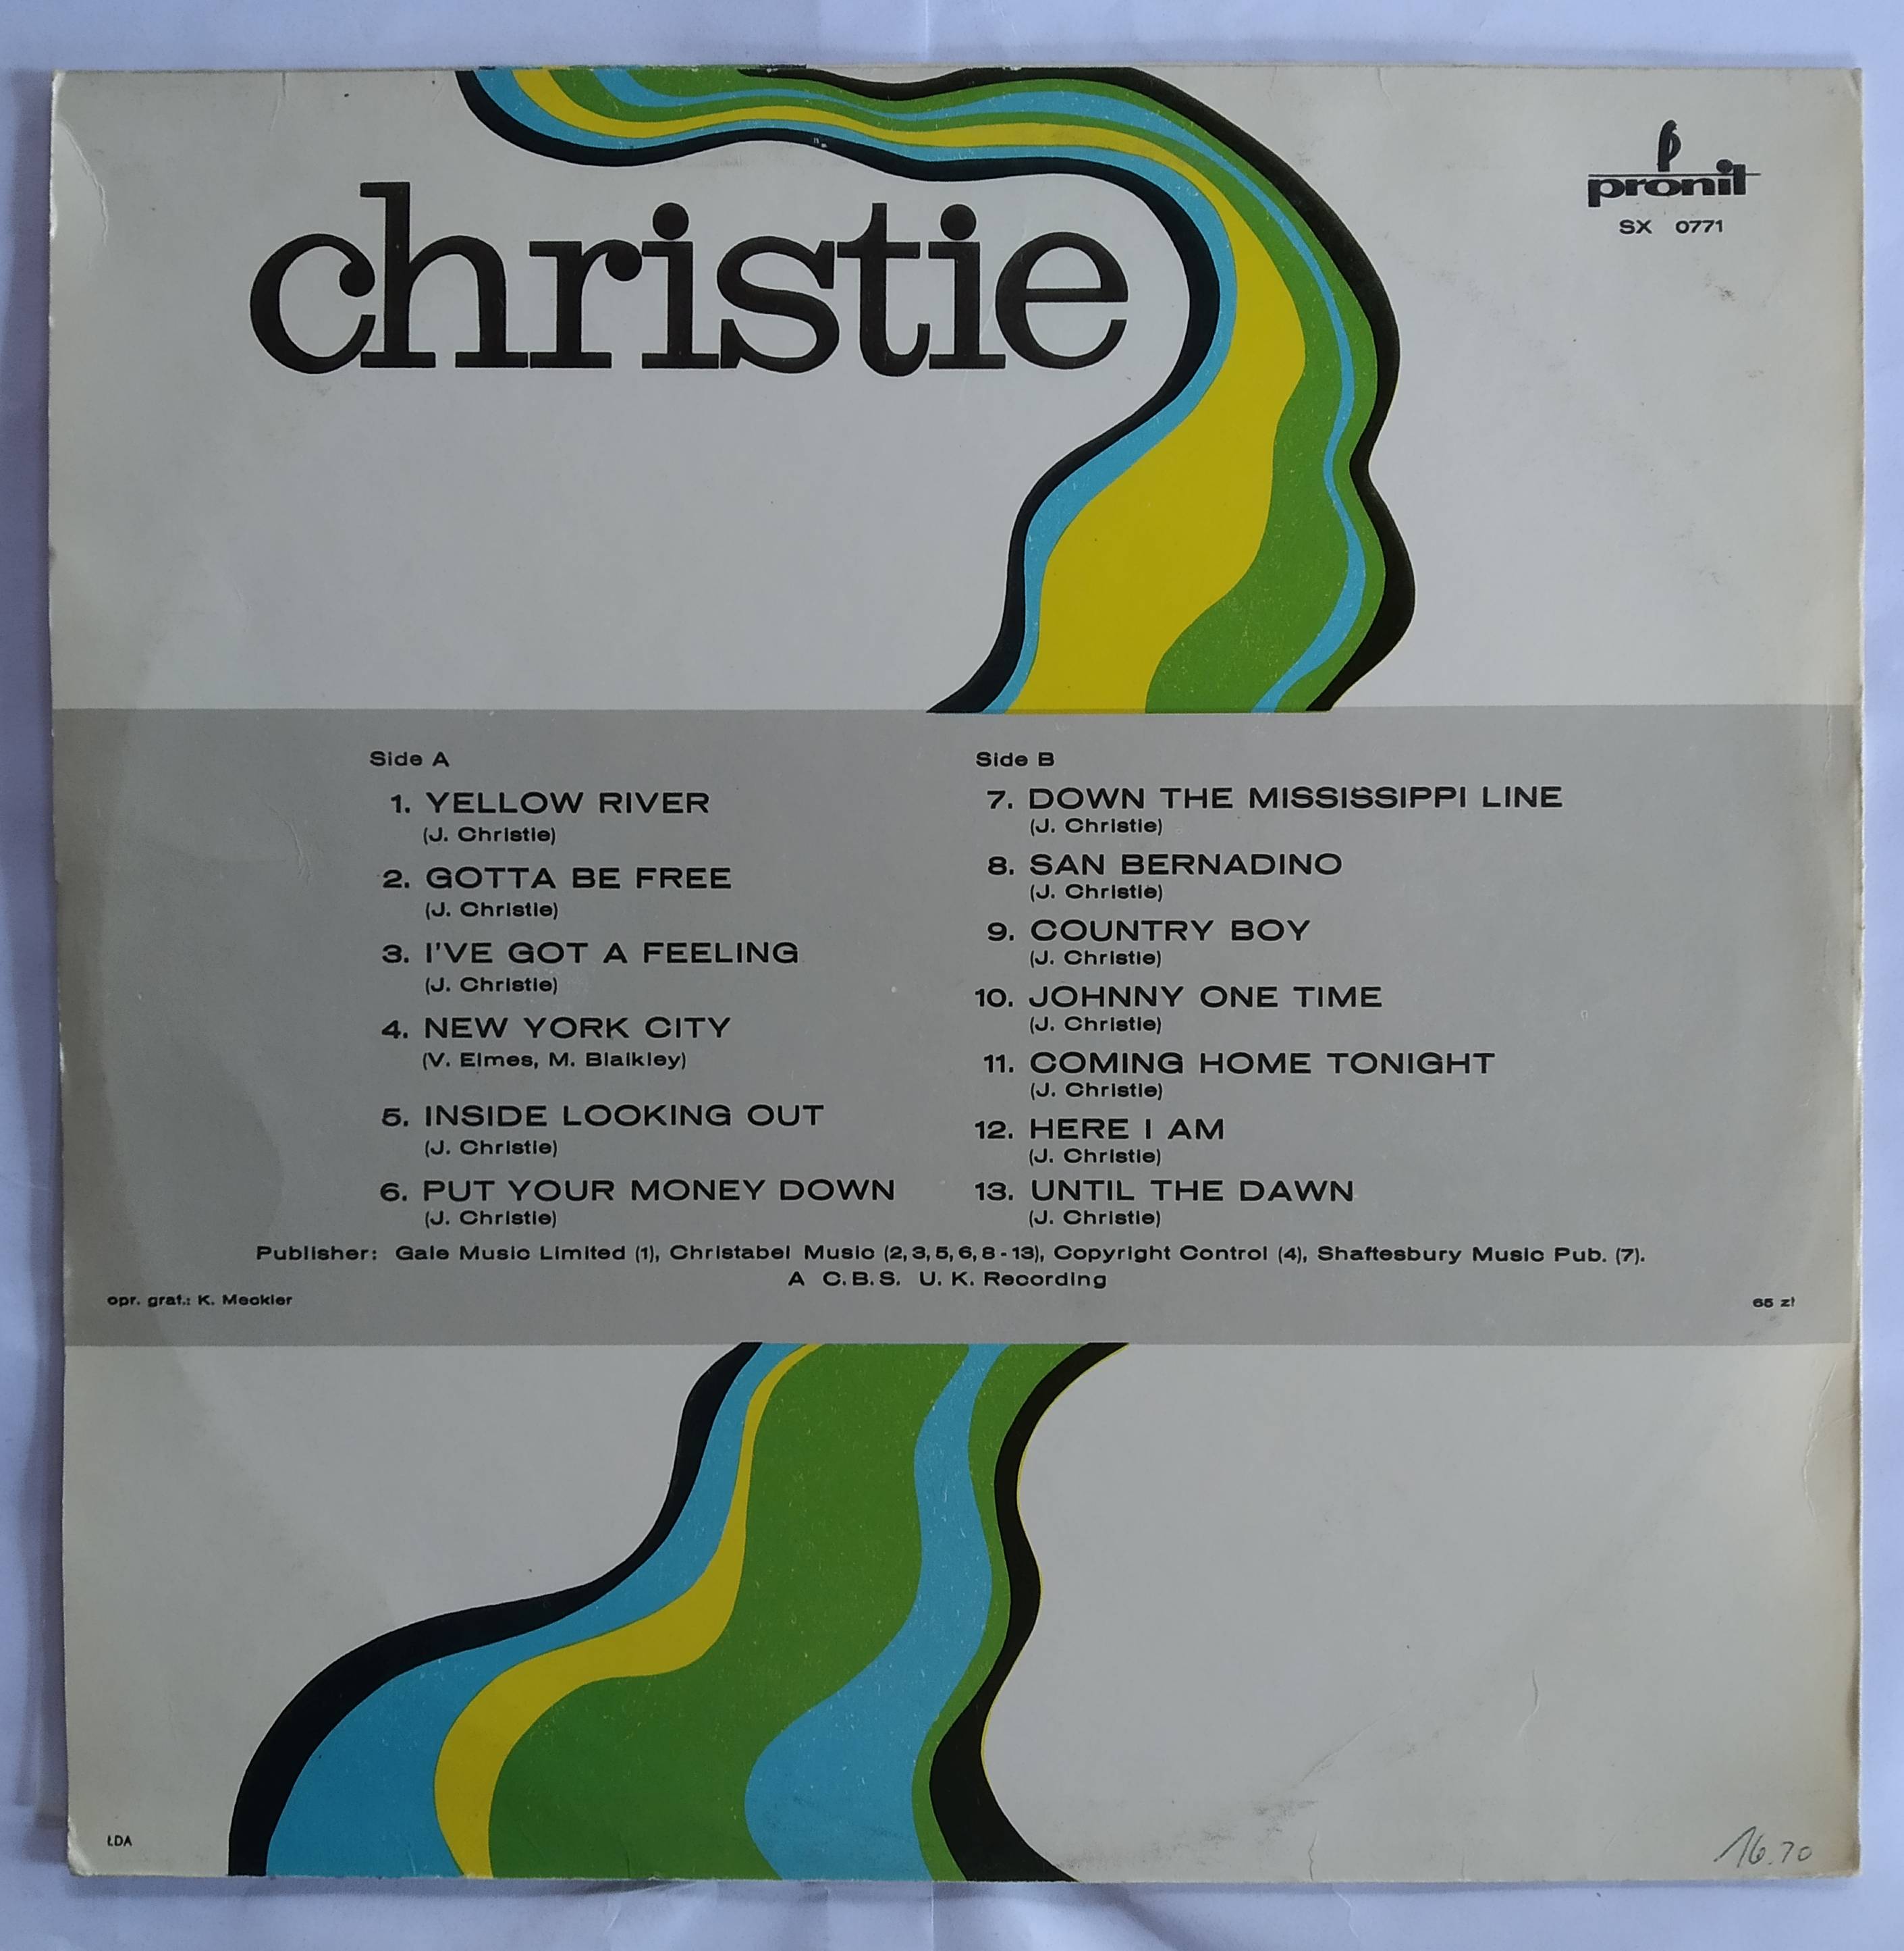 christie
pronit
SX 0771
Side A
1. YELLOW RIVER
(J. Christie)
2. GOTTA BE FREE
(J. Christie)
3. I'VE GOT A FEELING
(J. Christie)
4. NEW YORK CITY
(V. Elmes, M. Blaikley)
5. INSIDE LOOKING OUT
(J. Christie)
6. PUT YOUR MONEY DOWN
(J. Christie)
Side B
7. DOWN THE MISSISSIPPI LINE
(J. Christie)
8. SAN BERNADINO
(J. Christie)
9. COUNTRY BOY
(J. Christie)
10. JOHNNY ONE TIME
(J. Christie)
11. COMING HOME TONIGHT
(J. Christie)
12. HERE I AM
(J. Christie)
13. UNTIL THE DAWN
(J. Christie)
Publisher: Gale Music Limited (1), Christabel Music (2, 3, 5, 6, 8 - 13), Copyright Control (4), Shaftesbury Music Pub. (7).
A C.B.S. U.K. Recording
opr. graf.: K. Meckler
65 zł
ŁDA
16.70